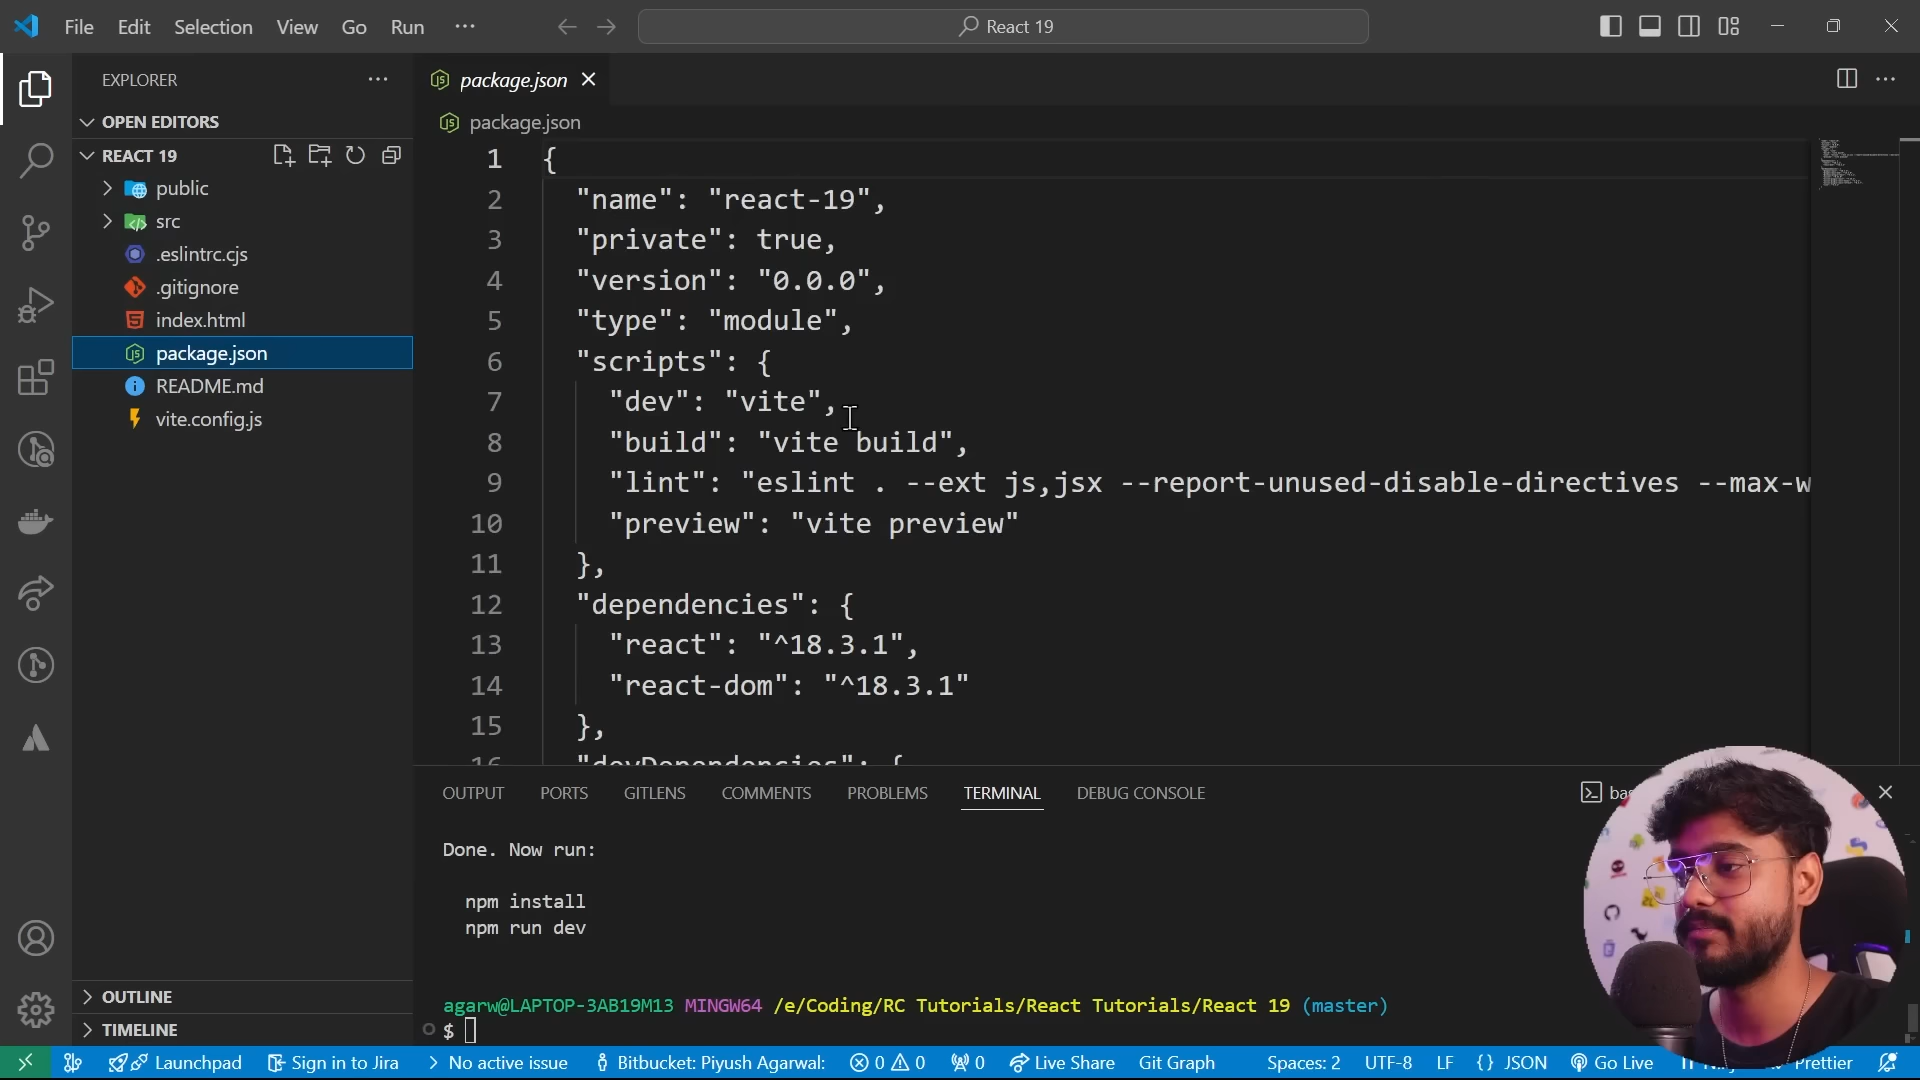 File Edit Selection View Go Run ···
React 19
EXPLORER
OPEN EDITORS
REACT 19
public
src
.eslintrc.cjs
.gitignore
index.html
package.json
README.md
vite.config.js
OUTLINE
TIMELINE
package.json
package.json
1 {
2 "name": "react-19",
3 "private": true,
4 "version": "0.0.0",
5 "type": "module",
6 "scripts": {
7 "dev": "vite",
8 "build": "vite build",
9 "lint": "eslint . --ext js,jsx --report-unused-disable-directives --max-w
10 "preview": "vite preview"
11 },
12 "dependencies": {
13 "react": "^18.3.1",
14 "react-dom": "^18.3.1"
15 },
16 "devDependencies": {
OUTPUT PORTS GITLENS COMMENTS PROBLEMS TERMINAL DEBUG CONSOLE
Done. Now run:
npm install
npm run dev
agarw@LAPTOP-3AB19M13 MINGW64 /e/Coding/RC Tutorials/React Tutorials/React 19 (master)
$
Launchpad Sign in to Jira No active issue Bitbucket: Piyush Agarwal: 0 0 0 Live Share Git Graph Spaces: 2 UTF-8 LF {} JSON Go Live Prettier